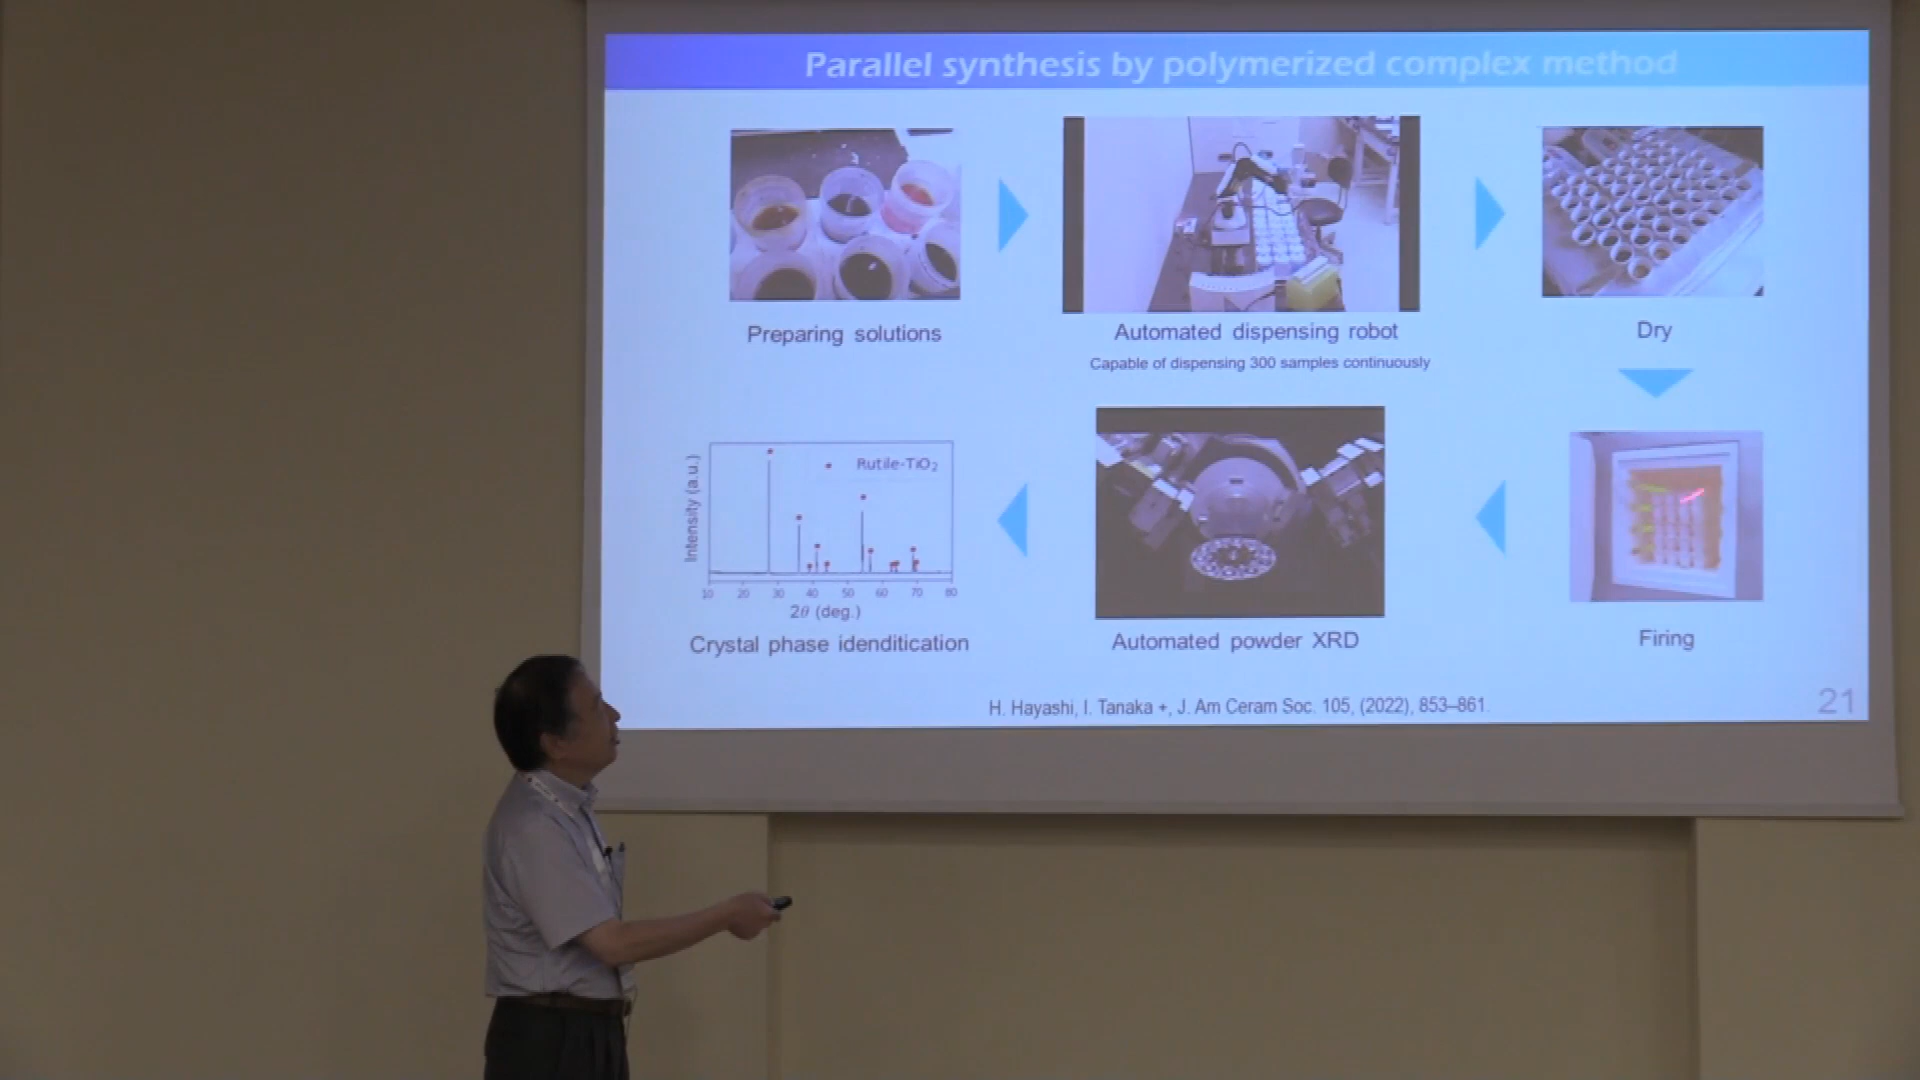 Parallel synthesis by polymerized complex method
Preparing solutions
Automated dispensing robot
Capable of dispensing 300 samples continuously
Dry
Intensity (a.u.)
Rutile-TiO₂
10 20 30 40 50 60 70 80
2θ (deg.)
Crystal phase idenditication
Automated powder XRD
Firing
H. Hayashi, I. Tanaka +, J. Am Ceram Soc. 105, (2022), 853–861.
21